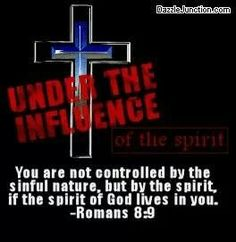 DazzleJunction.com
UNDER THE
INFLUENCE
of the spirit
You are not controlled by the
sinful nature, but by the spirit,
if the spirit of God lives in you.
-Romans 8:9